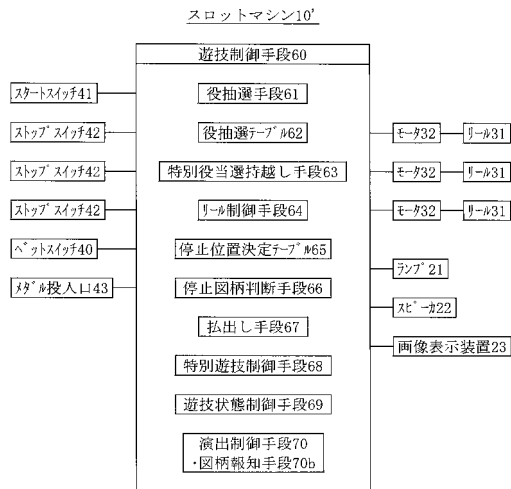 スロットマシン10'
遊技制御手段60
スタートスイッチ41
役抽選手段61
ストップスイッチ42
役抽選テーブル62
モータ32
リール31
ストップスイッチ42
特別役当選持越し手段63
モータ32
リール31
ストップスイッチ42
リール制御手段64
モータ32
リール31
ベットスイッチ40
停止位置決定テーブル65
ランプ21
メダル投入口43
停止図柄判断手段66
スピーカ22
払出し手段67
画像表示装置23
特別遊技制御手段68
遊技状態制御手段69
演出制御手段70
・図柄報知手段70b